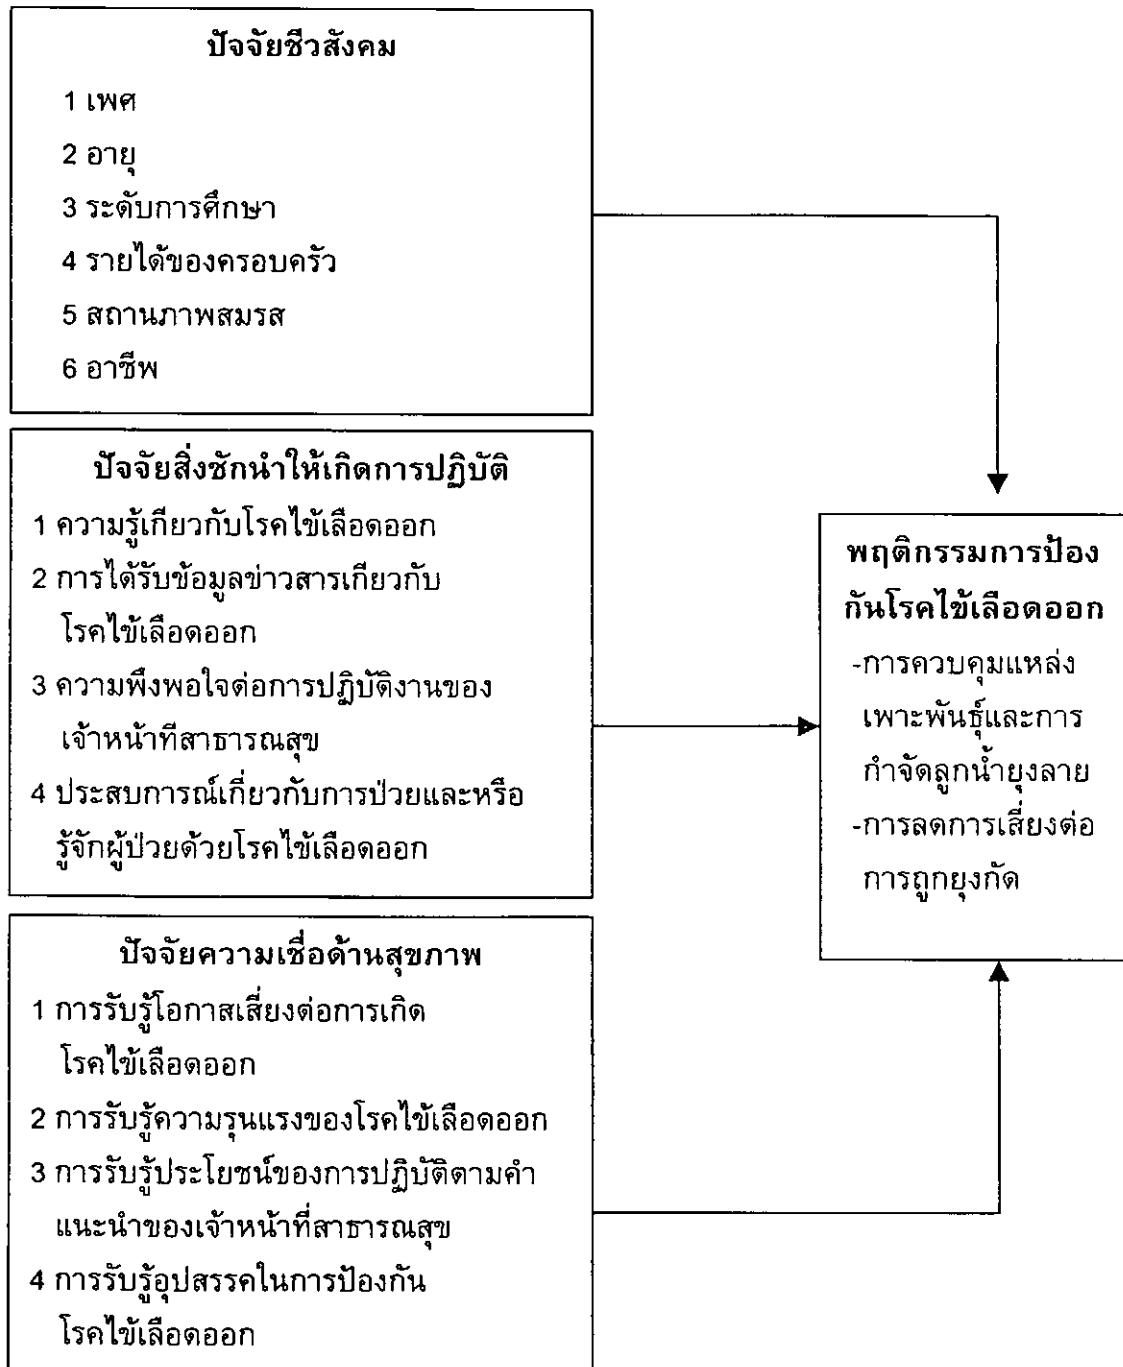 ปัจจัยชีวสังคม
1 เพศ
2 อายุ
3 ระดับการศึกษา
4 รายได้ของครอบครัว
5 สถานภาพสมรส
6 อาชีพ
ปัจจัยสิ่งชักนำให้เกิดการปฏิบัติ
1 ความรู้เกี่ยวกับโรคไข้เลือดออก
2 การได้รับข้อมูลข่าวสารเกี่ยวกับ
โรคไข้เลือดออก
3 ความพึงพอใจต่อการปฏิบัติงานของ
เจ้าหน้าที่สาธารณสุข
4 ประสบการณ์เกี่ยวกับการป่วยและหรือ
รู้จักผู้ป่วยด้วยโรคไข้เลือดออก
ปัจจัยความเชื่อด้านสุขภาพ
1 การรับรู้โอกาสเสี่ยงต่อการเกิด
โรคไข้เลือดออก
2 การรับรู้ความรุนแรงของโรคไข้เลือดออก
3 การรับรู้ประโยชน์ของการปฏิบัติตามคำ
แนะนำของเจ้าหน้าที่สาธารณสุข
4 การรับรู้อุปสรรคในการป้องกัน
โรคไข้เลือดออก
พฤติกรรมการป้อง
กันโรคไข้เลือดออก
-การควบคุมแหล่ง
เพาะพันธุ์และการ
กำจัดลูกน้ำยุงลาย
-การลดการเสี่ยงต่อ
การถูกยุงกัด